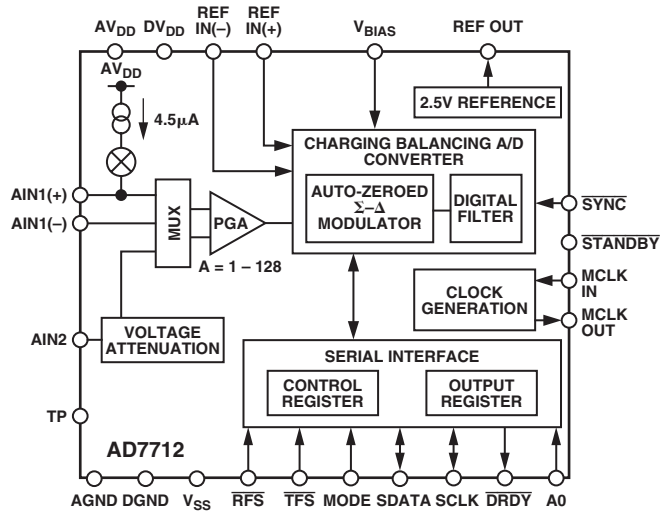 AVDD DVDD REF IN(–) REF IN(+) VBIAS REF OUT
AVDD
4.5µA
2.5V REFERENCE
CHARGING BALANCING A/D
CONVERTER
AUTO-ZEROED
Σ–Δ
MODULATOR
DIGITAL
FILTER
AIN1(+)
AIN1(–)
MUX
PGA
A = 1 – 128
SYNC
STANDBY
CLOCK
GENERATION
MCLK
IN
MCLK
OUT
AIN2
VOLTAGE
ATTENUATION
SERIAL INTERFACE
CONTROL
REGISTER
OUTPUT
REGISTER
TP
AD7712
AGND DGND VSS RFS TFS MODE SDATA SCLK DRDY A0